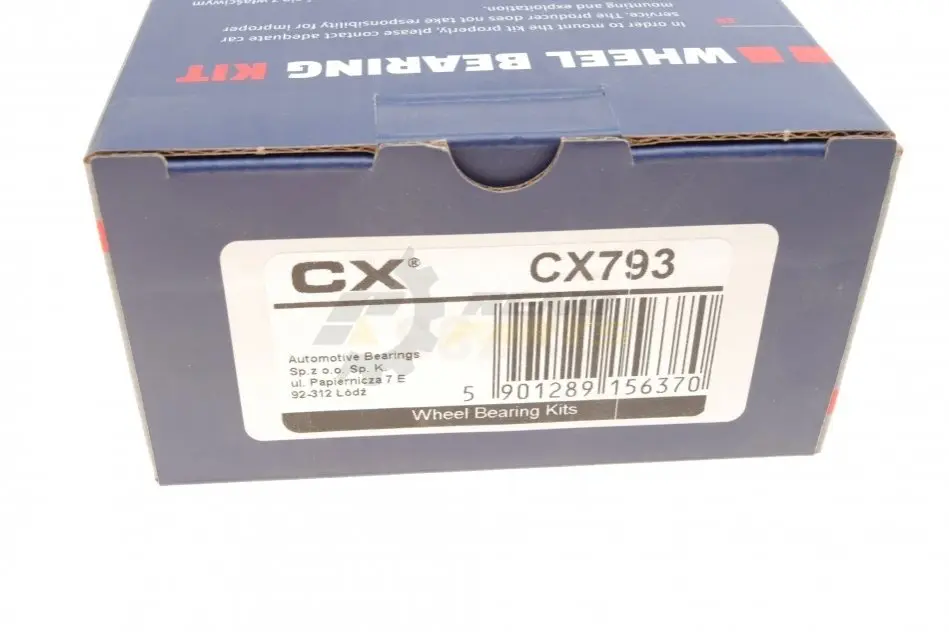 WHEEL BEARING KIT
EN
In order to mount the kit properly, please contact adequate car
service. The producer does not take responsibility for improper
mounting and exploitation.
CX®
CX793
Automotive Bearings
Sp.z o.o. Sp. K.
ul. Papiernicza 7 E
92-312 Łódź
5 901289 156370
Wheel Bearing Kits